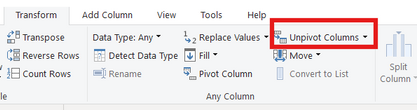 Transform Add Column View Tools Help
Transpose Data Type: Any Replace Values Unpivot Columns
Reverse Rows Detect Data Type Fill Move
Count Rows Rename Pivot Column Convert to List Split Column
Any Column